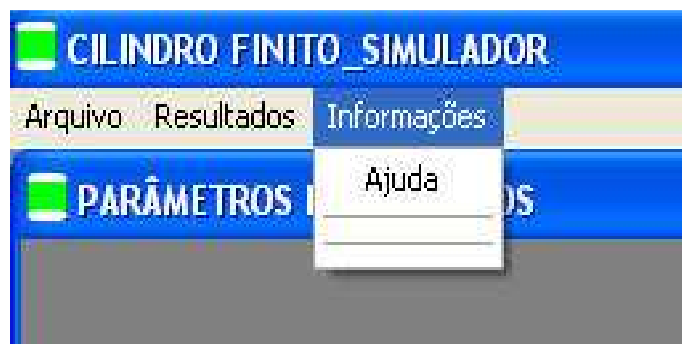 CILINDRO FINITO_SIMULADOR
Arquivo Resultados Informações
Ajuda
PARÂMETROS